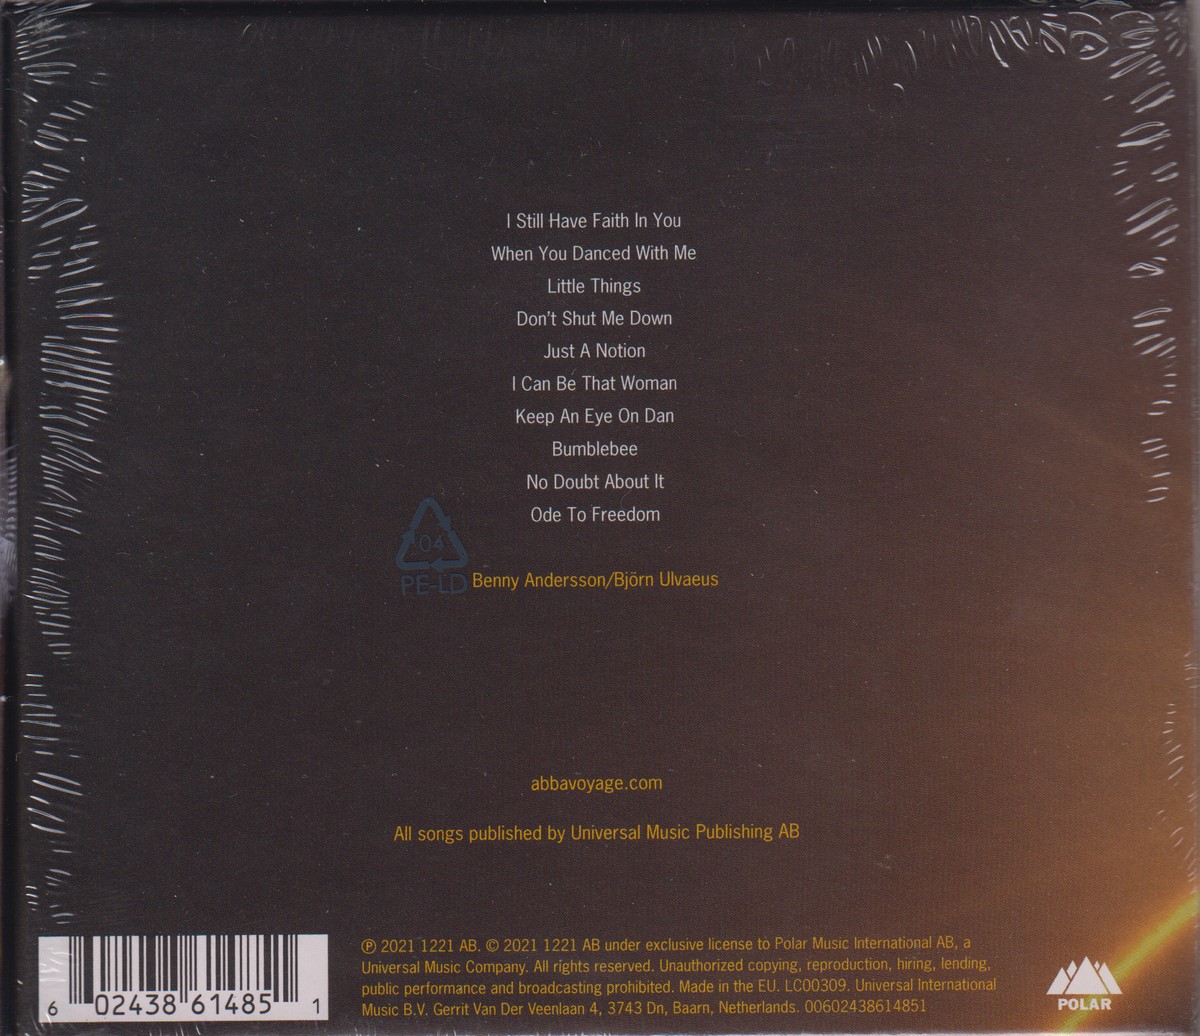 I Still Have Faith In You
When You Danced With Me
Little Things
Don't Shut Me Down
Just A Notion
I Can Be That Woman
Keep An Eye On Dan
Bumblebee
No Doubt About It
Ode To Freedom
04
PE-LD
Benny Andersson/Björn Ulvaeus
abbavoyage.com
All songs published by Universal Music Publishing AB
6 02438 61485 1
℗ 2021 1221 AB. © 2021 1221 AB under exclusive license to Polar Music International AB, a
Universal Music Company. All rights reserved. Unauthorized copying, reproduction, hiring, lending,
public performance and broadcasting prohibited. Made in the EU. LC00309. Universal International
Music B.V. Gerrit Van Der Veenlaan 4, 3743 Dn, Baarn, Netherlands. 00602438614851
POLAR